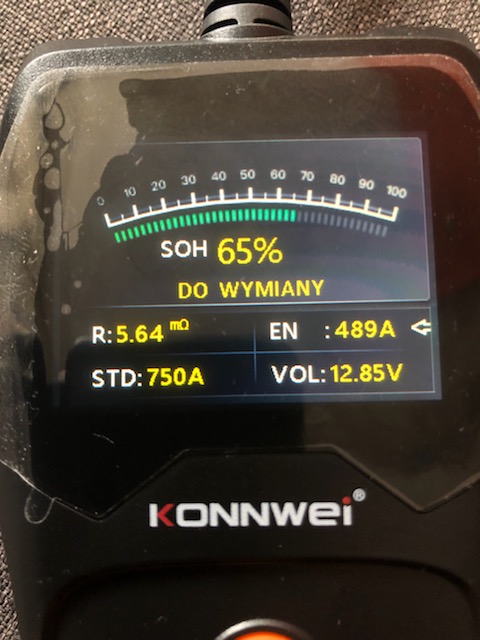 0 10 20 30 40 50 60 70 80 90 100
SOH 65%
DO WYMIANY
R: 5.64 mΩ EN : 489A
STD: 750A VOL: 12.85V
KONNWEi®